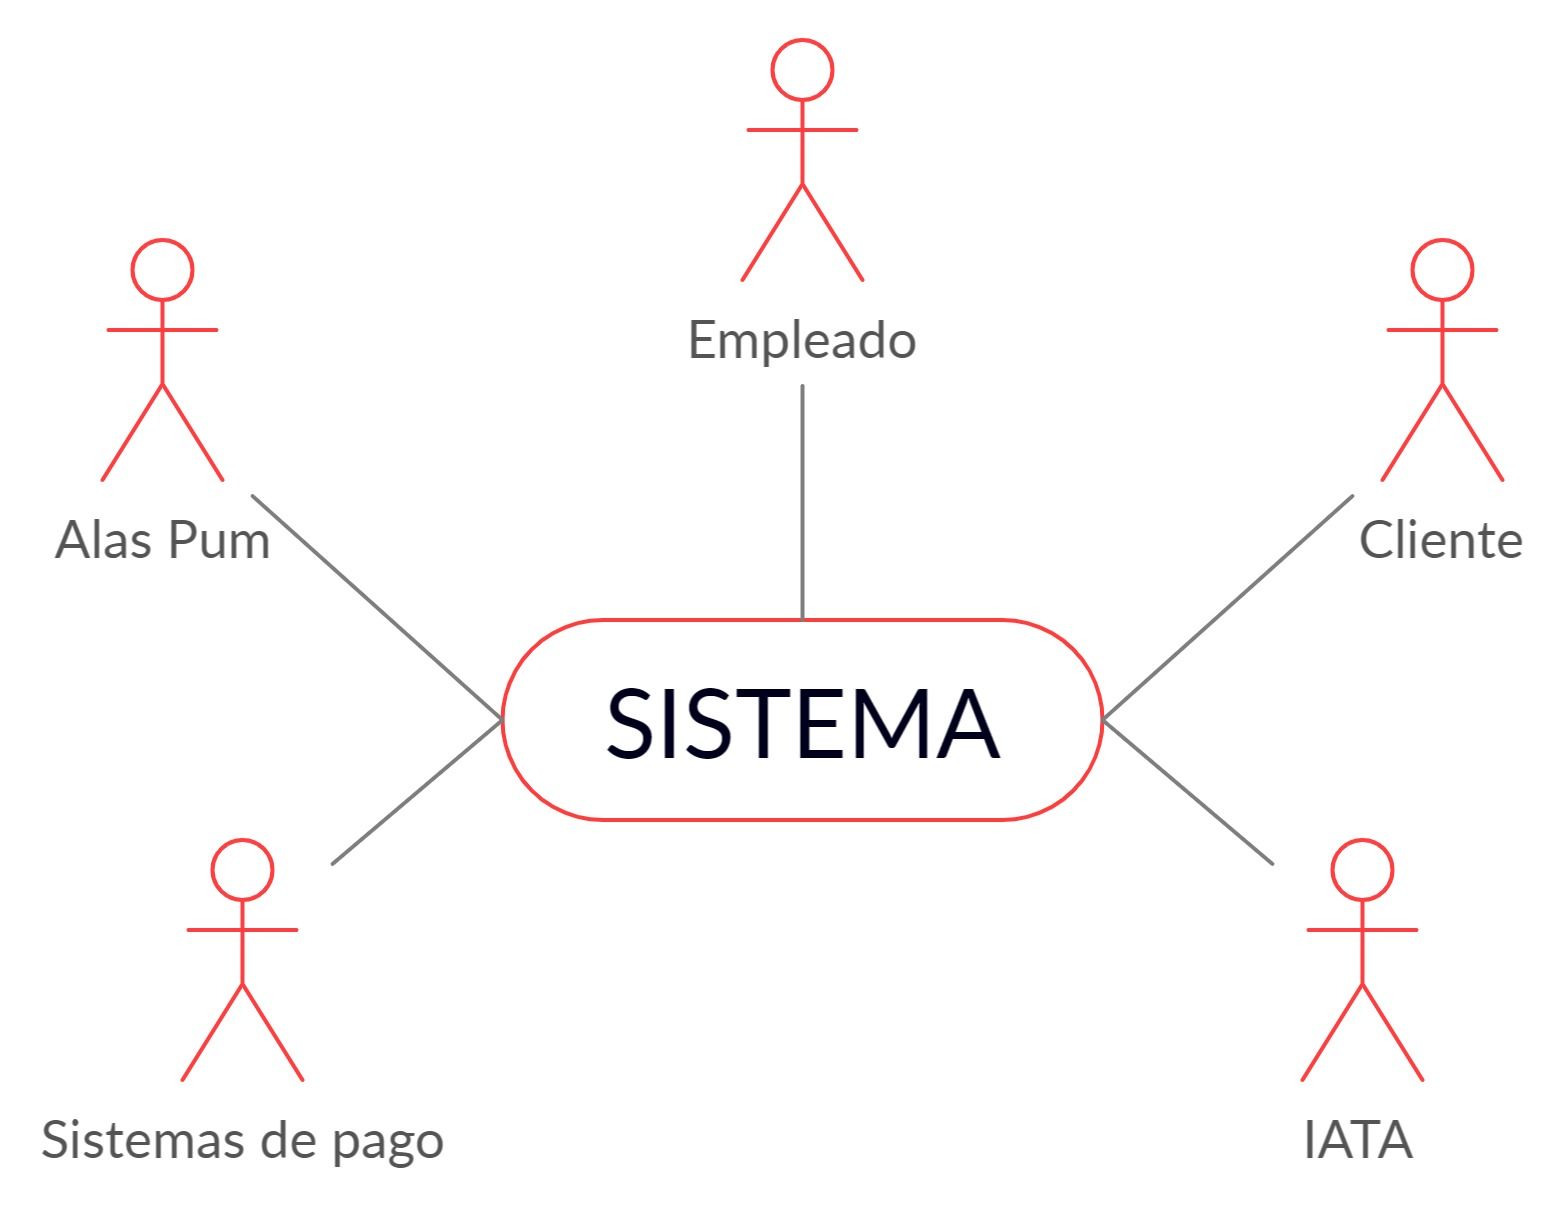 Empleado
Alas Pum
Cliente
SISTEMA
Sistemas de pago
IATA